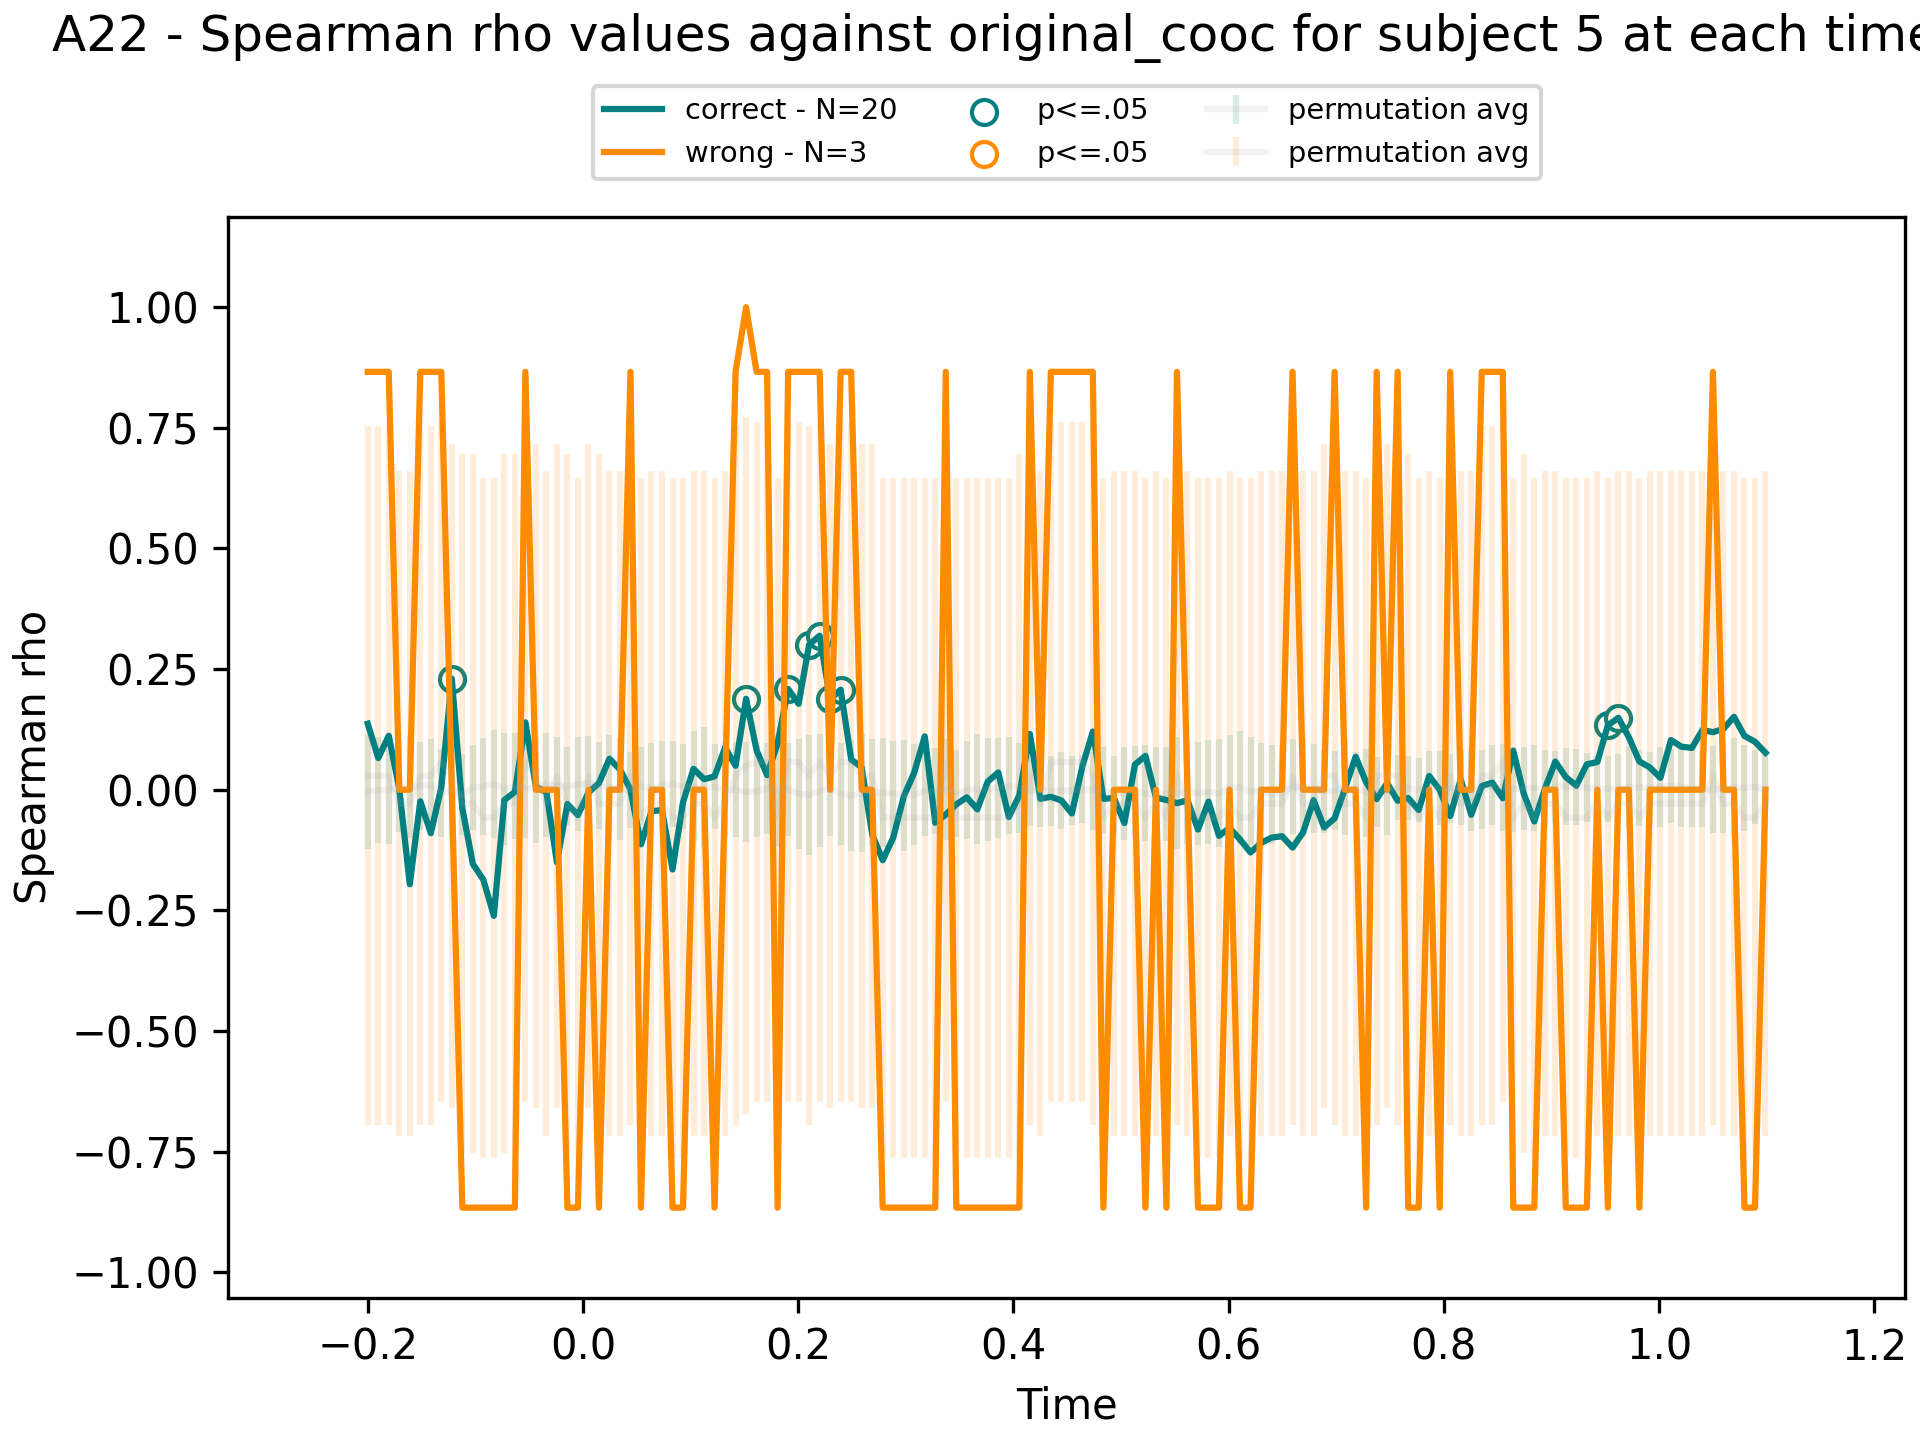 A22 - Spearman rho values against original_cooc for subject 5 at each time
correct - N=20 p<=.05 permutation avg
wrong - N=3 p<=.05 permutation avg
1.00
0.75
0.50
0.25
0.00
−0.25
−0.50
−0.75
−1.00
Spearman rho
−0.2 0.0 0.2 0.4 0.6 0.8 1.0 1.2
Time